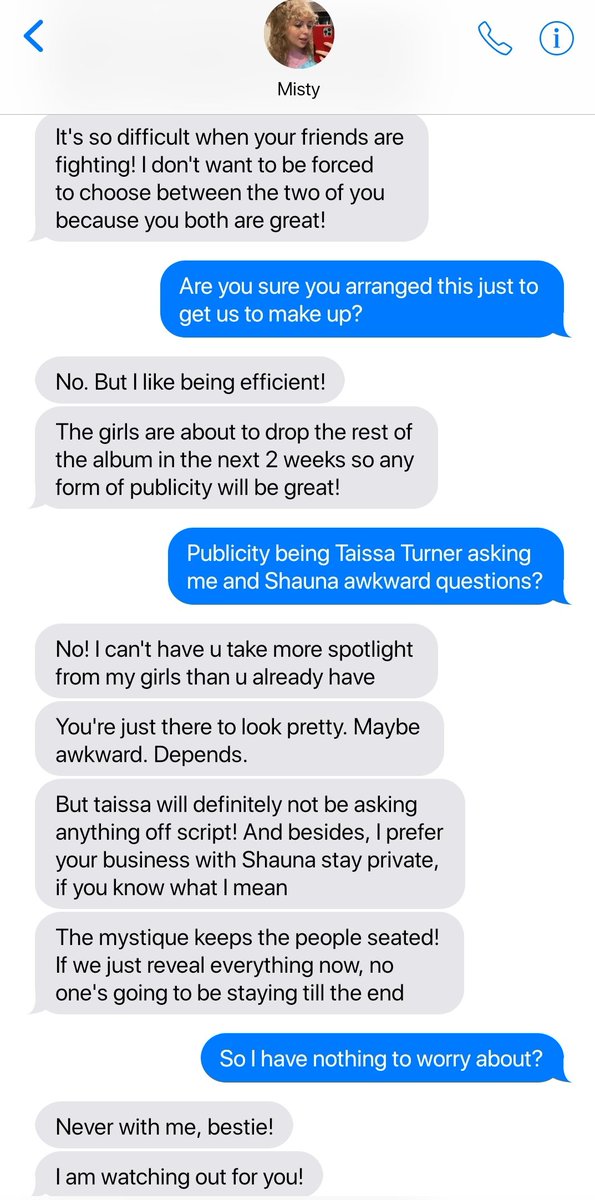 Misty
It's so difficult when your friends are
fighting! I don't want to be forced
to choose between the two of you
because you both are great!
Are you sure you arranged this just to
get us to make up?
No. But I like being efficient!
The girls are about to drop the rest of
the album in the next 2 weeks so any
form of publicity will be great!
Publicity being Taissa Turner asking
me and Shauna awkward questions?
No! I can't have u take more spotlight
from my girls than u already have
You're just there to look pretty. Maybe
awkward. Depends.
But taissa will definitely not be asking
anything off script! And besides, I prefer
your business with Shauna stay private,
if you know what I mean
The mystique keeps the people seated!
If we just reveal everything now, no
one's going to be staying till the end
So I have nothing to worry about?
Never with me, bestie!
I am watching out for you!